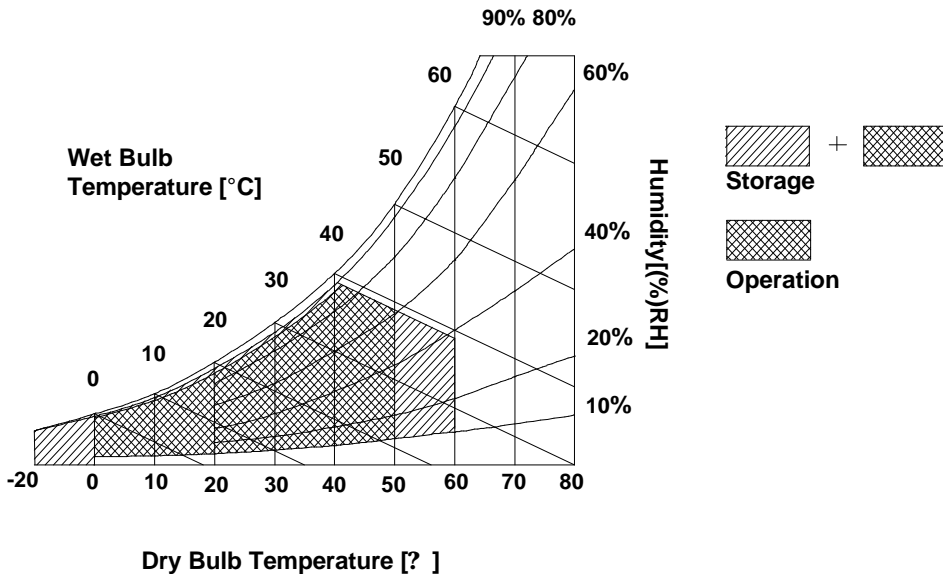 90% 80%
60
60%
50
Wet Bulb
Temperature [°C]
Humidity[(%)RH]
+
Storage
40
40%
30
Operation
20
20%
10
0
10%
-20 0 10 20 30 40 50 60 70 80
Dry Bulb Temperature [? ]